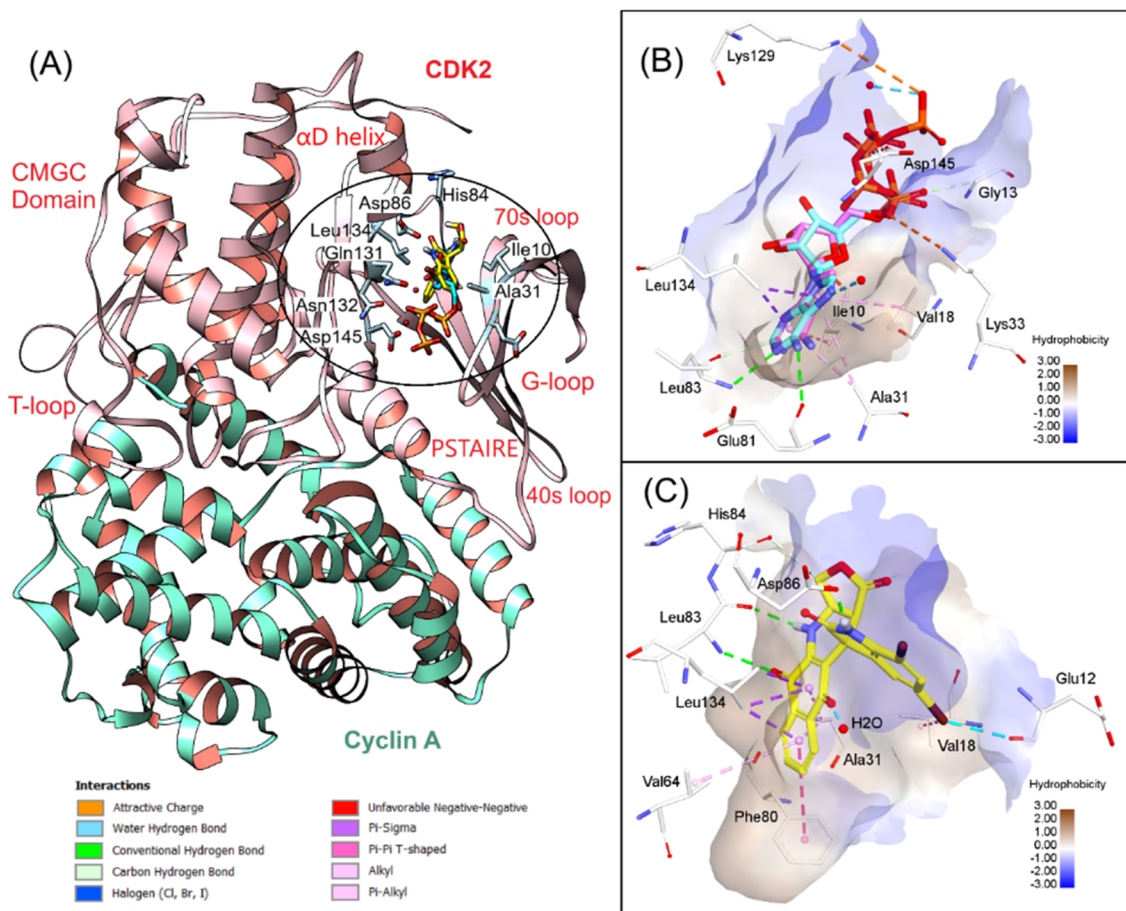 (A)
CDK2
αD helix
CMGC
Domain
His84
Asp86
70s loop
Leu134
Gln131
Ile10
Ala31
Asn132
Asp145
G-loop
T-loop
PSTAIRE
40s loop
Cyclin A
Interactions
Attractive Charge
Water Hydrogen Bond
Conventional Hydrogen Bond
Carbon Hydrogen Bond
Halogen (Cl, Br, I)
Unfavorable Negative-Negative
Pi-Sigma
Pi-Pi T-shaped
Alkyl
Pi-Alkyl
(B)
Lys129
Asp145
Gly13
Leu134
Ile10
Val18
Lys33
Leu83
Ala31
Glu81
Hydrophobicity
3.00
2.00
1.00
0.00
-1.00
-2.00
-3.00
(C)
His84
Asp86
Leu83
Glu12
Leu134
H2O
Val18
Ala31
Val64
Phe80
Hydrophobicity
3.00
2.00
1.00
0.00
-1.00
-2.00
-3.00